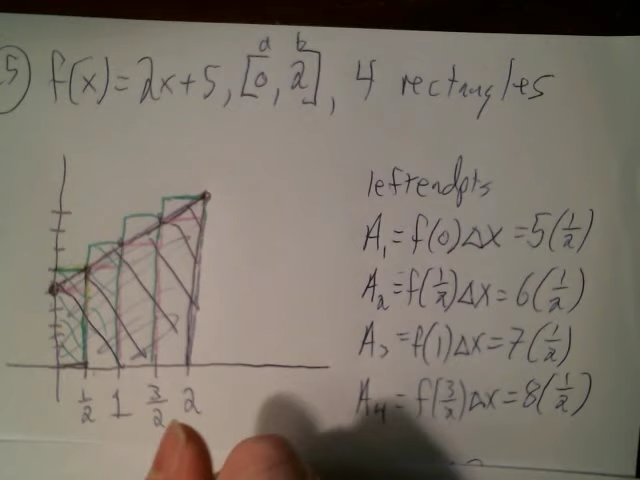 5) f(x)=2x+5, [0, 2], 4 rectangles
a b
leftendpts
A₁=f(0)Δx=5(1/2)
A₂=f(1/2)Δx=6(1/2)
A₃=f(1)Δx=7(1/2)
A₄=f(3/2)Δx=8(1/2)
1/2 1 3/2 2